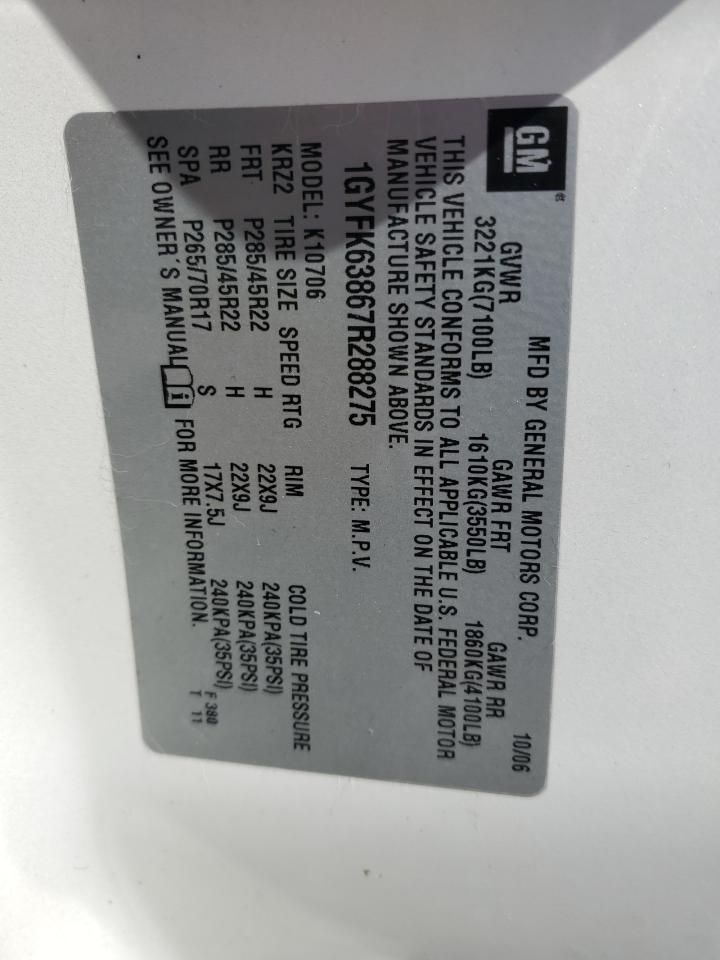 GM
MFD BY GENERAL MOTORS CORP. 10/06
GVWR GAWR FRT GAWR RR
3221KG(7100LB) 1610KG(3550LB) 1860KG(4100LB)
THIS VEHICLE CONFORMS TO ALL APPLICABLE U.S. FEDERAL MOTOR
VEHICLE SAFETY STANDARDS IN EFFECT ON THE DATE OF
MANUFACTURE SHOWN ABOVE.
1GYFK63867R288275 TYPE: M.P.V.
MODEL: K10706
KRZ2 TIRE SIZE SPEED RTG RIM COLD TIRE PRESSURE
FRT P285/45R22 H 22X9J 240KPA(35PSI)
RR P285/45R22 H 22X9J 240KPA(35PSI)
SPA P265/70R17 S 17X7.5J 240KPA(35PSI)
SEE OWNER'S MANUAL FOR MORE INFORMATION.
F 380
T 11